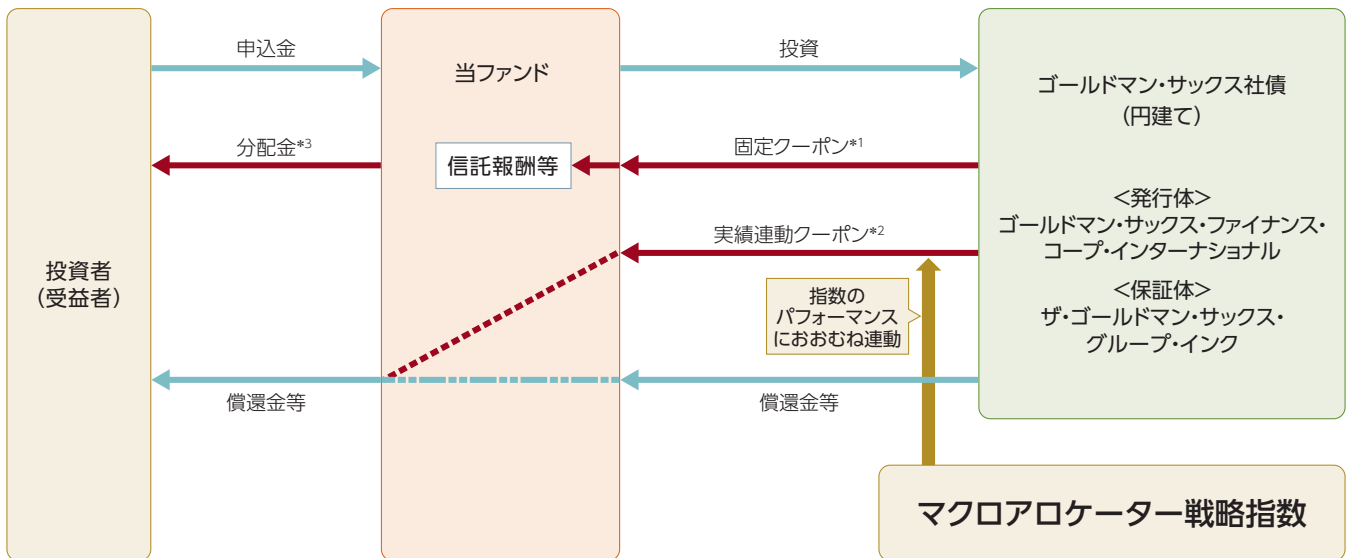 申込金
投資
当ファンド
ゴールドマン・サックス社債
（円建て）
分配金*3
信託報酬等
固定クーポン*1
＜発行体＞
ゴールドマン・サックス・ファイナンス・
コープ・インターナショナル
実績連動クーポン*2
投資者
（受益者）
指数の
パフォーマンス
におおむね連動
＜保証体＞
ザ・ゴールドマン・サックス・
グループ・インク
償還金等
償還金等
マクロアロケーター戦略指数